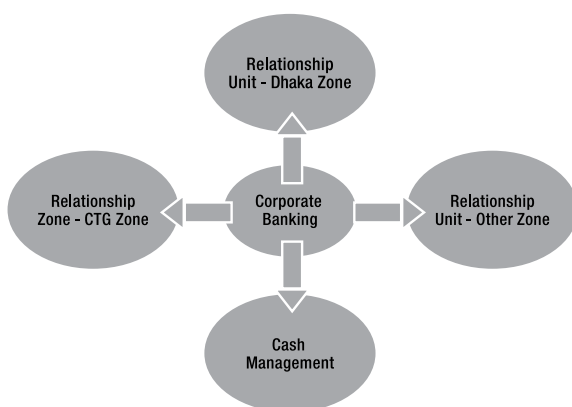 Relationship
Unit - Dhaka Zone
Relationship
Zone - CTG Zone
Corporate
Banking
Relationship
Unit - Other Zone
Cash
Management